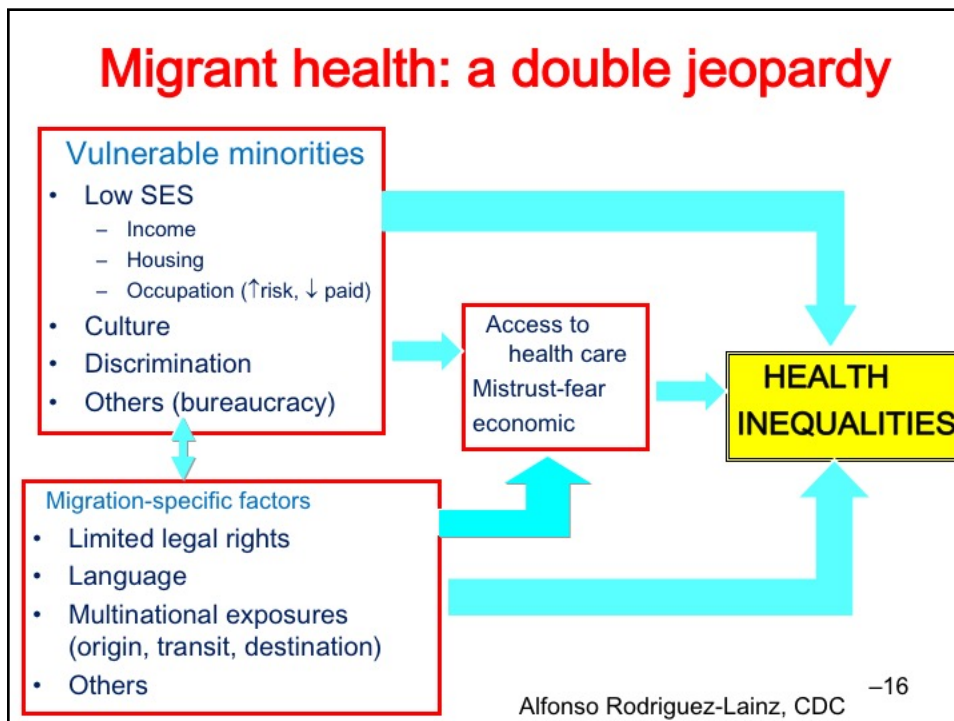 Migrant health: a double jeopardy
Vulnerable minorities
• Low SES
– Income
– Housing
– Occupation (↑risk, ↓ paid)
• Culture
• Discrimination
• Others (bureaucracy)
Access to
health care
Mistrust-fear
economic
HEALTH
INEQUALITIES
Migration-specific factors
• Limited legal rights
• Language
• Multinational exposures
(origin, transit, destination)
• Others
Alfonso Rodriguez-Lainz, CDC
–16